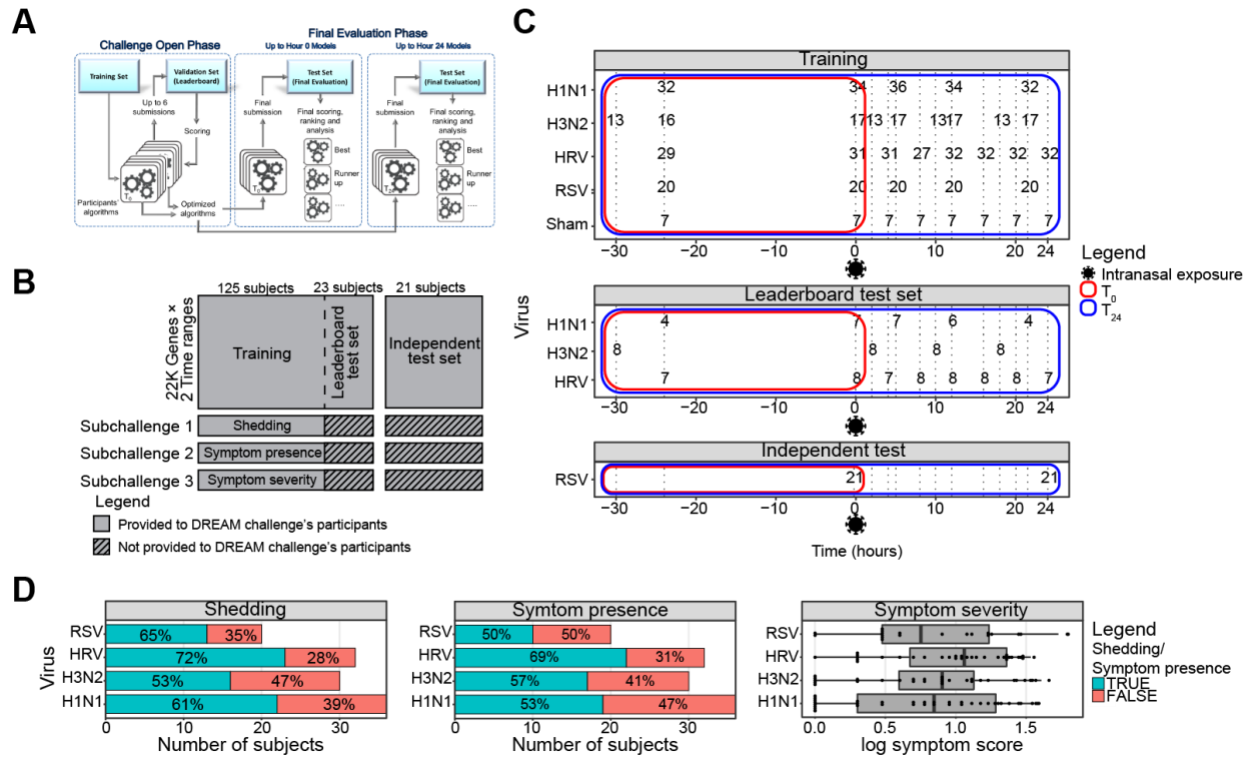 A
Final Evaluation Phase
Challenge Open Phase
Up to Hour 0 Models
Up to Hour 24 Models
Training Set
Validation Set
(Leaderboard)
Test Set
(Final Evaluation)
Test Set
(Final Evaluation)
Up to 6
submissions
Scoring
Final
submission
Final scoring,
ranking and
analysis
Final
submission
Final scoring,
ranking and
analysis
Best
Runner
up
....
Best
Runner
up
....
T0
T0
Participants'
algorithms
Optimized
algorithms
B
125 subjects
23 subjects
21 subjects
22K Genes ×
2 Time ranges
Training
Leaderboard
test set
Independent
test set
Subchallenge 1
Shedding
Subchallenge 2
Symptom presence
Subchallenge 3
Symptom severity
Legend
Provided to DREAM challenge's participants
Not provided to DREAM challenge's participants
C
Training
H1N1 32 34 36 34 32
H3N2 13 16 17 13 17 13 17 13 17
HRV 29 31 31 27 32 32 32 32
RSV 20 20 20 20 20
Sham 7 7 7 7 7 7 7 7
−30 −20 −10 0 10 20 24
Virus
Leaderboard test set
H1N1 4 7 7 6 4
H3N2 8 8 8 8
HRV 7 8 7 8 8 8 8 7
−30 −20 −10 0 10 20 24
Independent test
RSV 21 21
−30 −20 −10 0 10 20 24
Time (hours)
Legend
Intranasal exposure
T0
T24
D
Shedding
Virus
RSV 65% 35%
HRV 72% 28%
H3N2 53% 47%
H1N1 61% 39%
0 10 20 30
Number of subjects
Symtom presence
RSV 50% 50%
HRV 69% 31%
H3N2 57% 41%
H1N1 53% 47%
0 10 20 30
Number of subjects
Symptom severity
RSV
HRV
H3N2
H1N1
0.0 0.5 1.0 1.5
log symptom score
Legend
Shedding/
Symptom presence
TRUE
FALSE